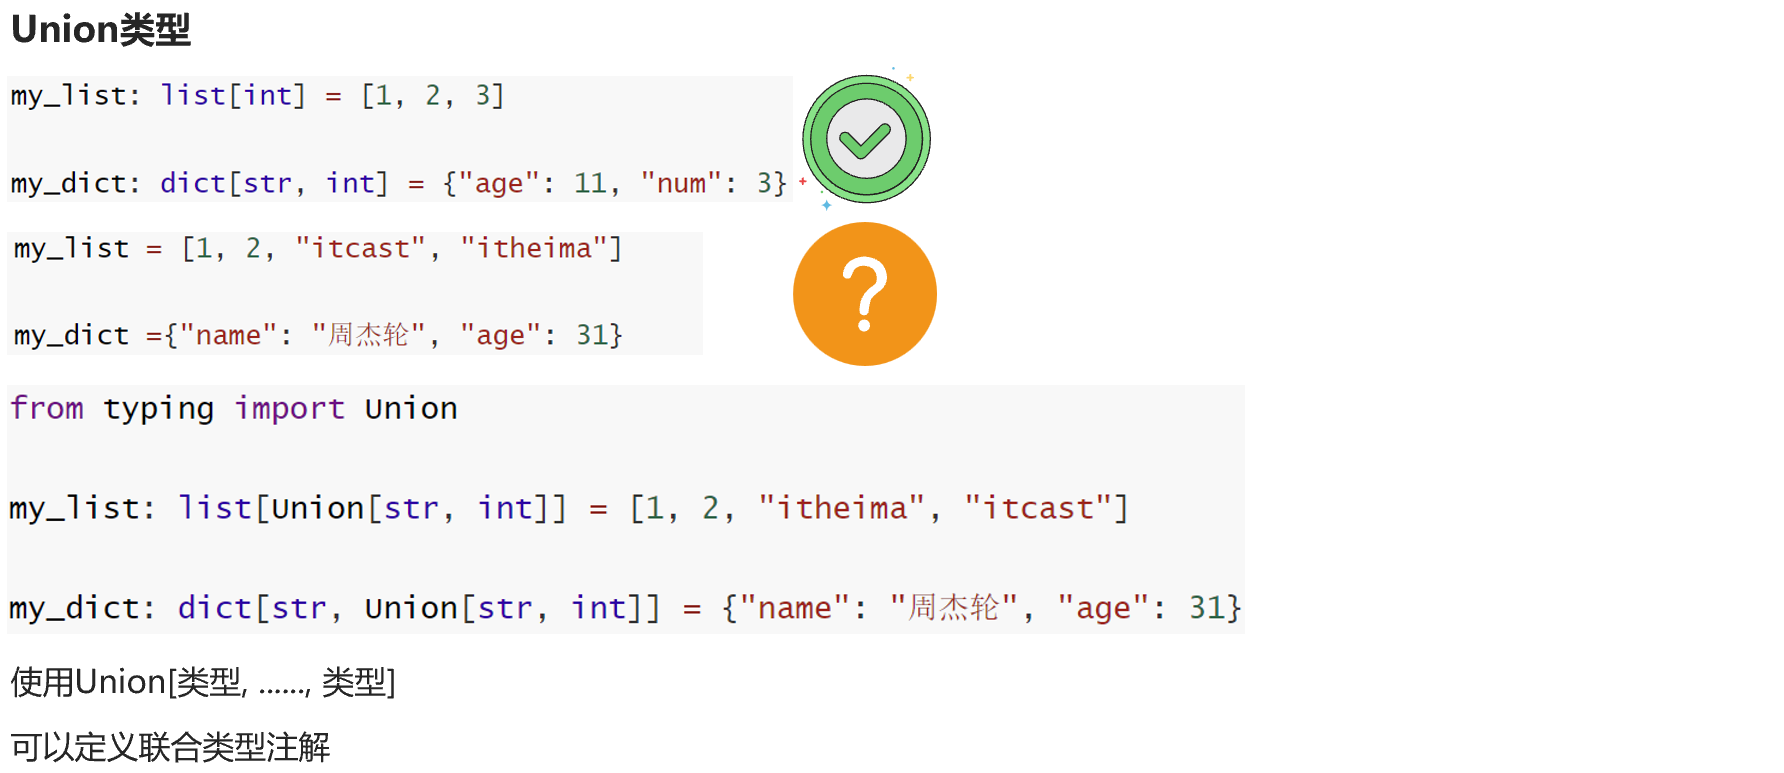 Union类型
my_list: list[int] = [1, 2, 3]
my_dict: dict[str, int] = {"age": 11, "num": 3}
my_list = [1, 2, "itcast", "itheima"]
my_dict ={"name": "周杰轮", "age": 31}
from typing import Union
my_list: list[Union[str, int]] = [1, 2, "itheima", "itcast"]
my_dict: dict[str, Union[str, int]] = {"name": "周杰轮", "age": 31}
使用Union[类型, ......, 类型]
可以定义联合类型注解